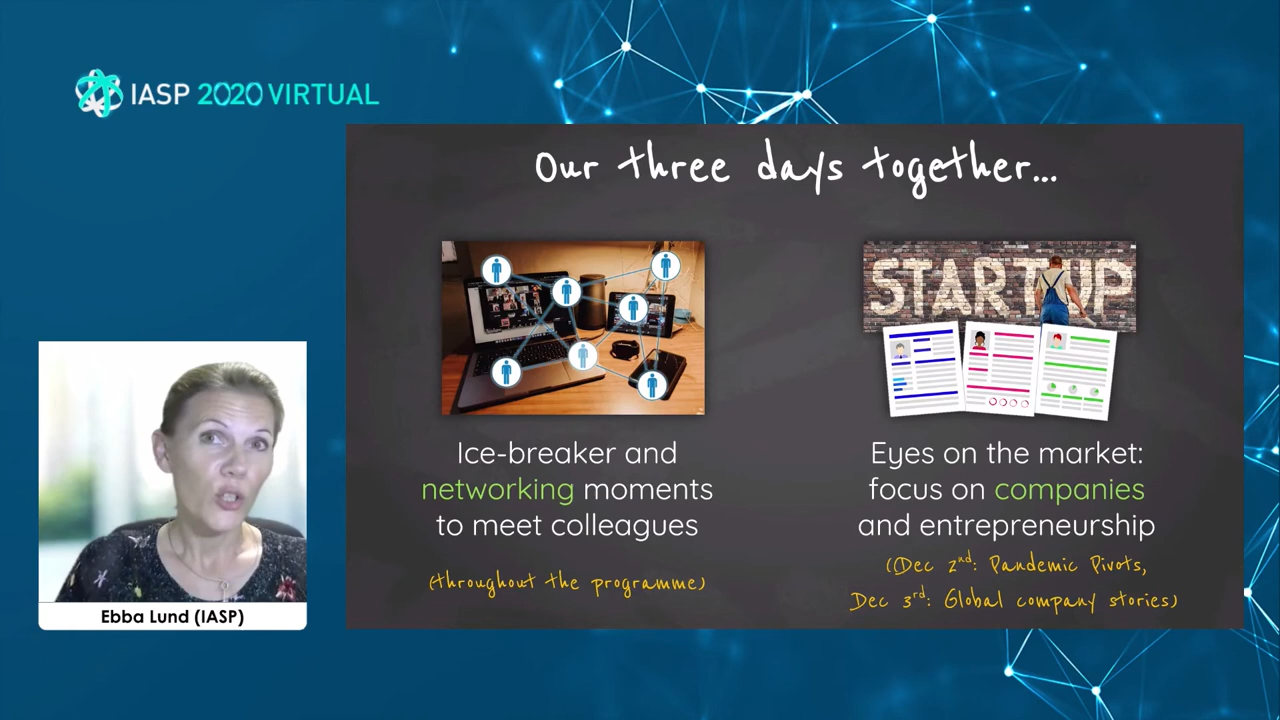 IASP 2020 VIRTUAL
Our three days together...
STARTUP
Ice-breaker and
networking moments
to meet colleagues
(throughout the programme)
Eyes on the market:
focus on companies
and entrepreneurship
(Dec 2nd: Pandemic Pivots,
Dec 3rd: Global company stories)
Ebba Lund (IASP)